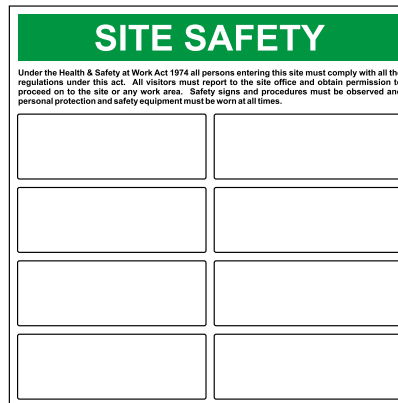 SITE SAFETY
Under the Health & Safety at Work Act 1974 all persons entering this site must comply with all the
regulations under this act. All visitors must report to the site office and obtain permission to
proceed on to the site or any work area. Safety signs and procedures must be observed and
personal protection and safety equipment must be worn at all times.